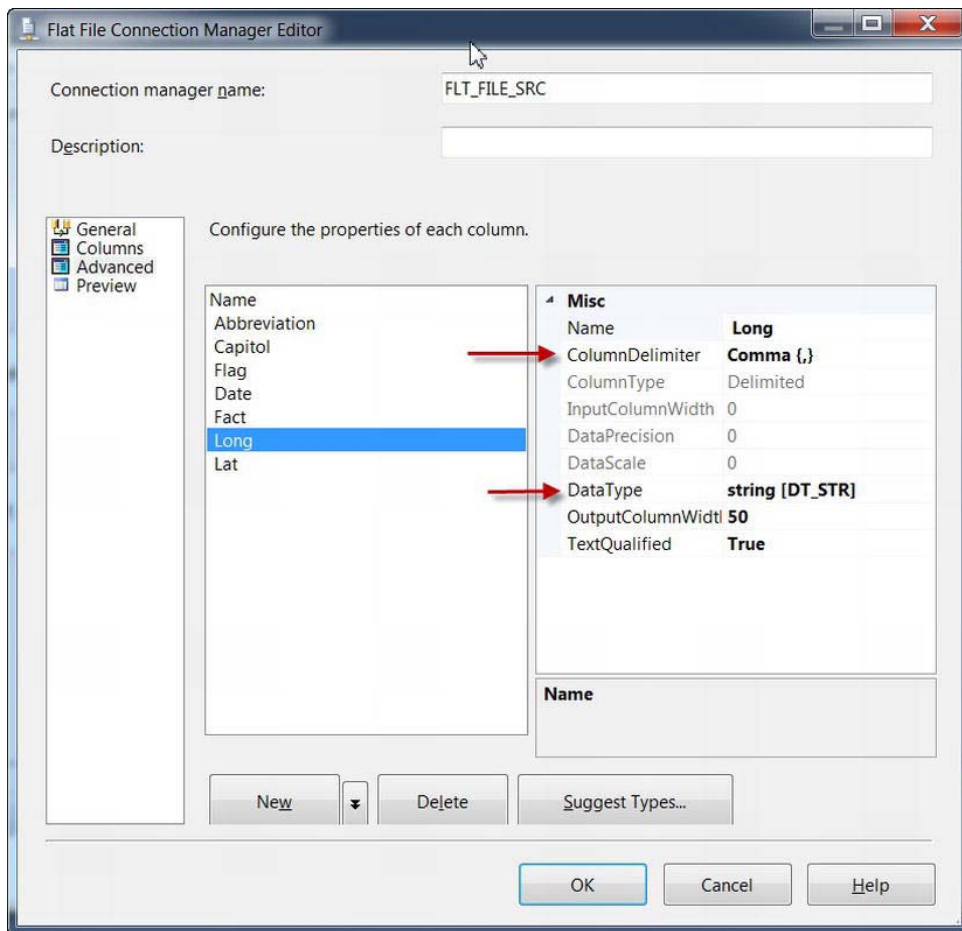 Flat File Connection Manager Editor
Connection manager name: FLT_FILE_SRC
Description:
General
Columns
Advanced
Preview
Configure the properties of each column.
Name
Abbreviation
Capitol
Flag
Date
Fact
Long
Lat
Misc
Name Long
ColumnDelimiter Comma {,}
ColumnType Delimited
InputColumnWidth 0
DataPrecision 0
DataScale 0
DataType string [DT_STR]
OutputColumnWidtl 50
TextQualified True
Name
New Delete Suggest Types...
OK Cancel Help